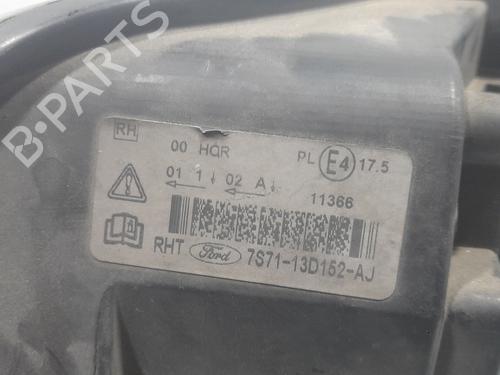 B-PARTS
RH
00 HCR PL E4 17.5
01 1 02 A
11366
RHT Ford 7S71-13D152-AJ